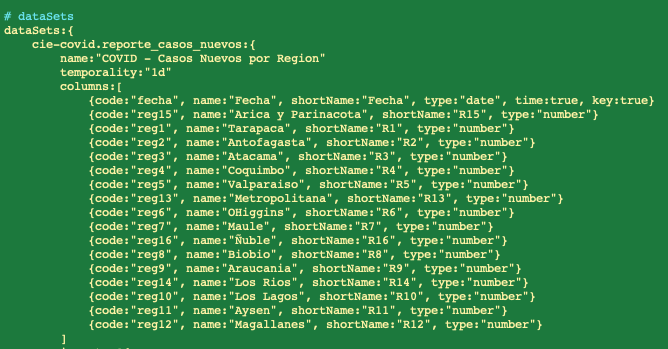 # dataSets
dataSets:{
cie-covid.reporte_casos_nuevos:{
name:"COVID - Casos Nuevos por Region"
temporality:"1d"
columns:[
{code:"fecha", name:"Fecha", shortName:"Fecha", type:"date", time:true, key:true}
{code:"reg15", name:"Arica y Parinacota", shortName:"R15", type:"number"}
{code:"reg1", name:"Tarapaca", shortName:"R1", type:"number"}
{code:"reg2", name:"Antofagasta", shortName:"R2", type:"number"}
{code:"reg3", name:"Atacama", shortName:"R3", type:"number"}
{code:"reg4", name:"Coquimbo", shortName:"R4", type:"number"}
{code:"reg5", name:"Valparaiso", shortName:"R5", type:"number"}
{code:"reg13", name:"Metropolitana", shortName:"R13", type:"number"}
{code:"reg6", name:"OHiggins", shortName:"R6", type:"number"}
{code:"reg7", name:"Maule", shortName:"R7", type:"number"}
{code:"reg16", name:"Ñuble", shortName:"R16", type:"number"}
{code:"reg8", name:"Biobio", shortName:"R8", type:"number"}
{code:"reg9", name:"Araucania", shortName:"R9", type:"number"}
{code:"reg14", name:"Los Rios", shortName:"R14", type:"number"}
{code:"reg10", name:"Los Lagos", shortName:"R10", type:"number"}
{code:"reg11", name:"Aysen", shortName:"R11", type:"number"}
{code:"reg12", name:"Magallanes", shortName:"R12", type:"number"}
]